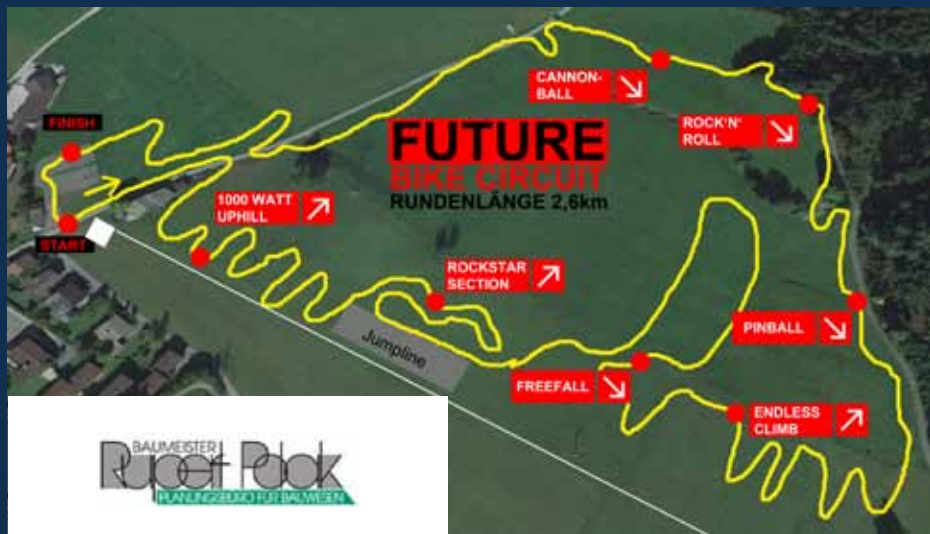 CANNON-
BALL
FINISH
FUTURE
BIKE CIRCUIT
RUNDENLÄNGE 2,6km
ROCK'N'
ROLL
1000 WATT
UPHILL
START
ROCKSTAR
SECTION
Jumpline
PINBALL
FREEFALL
ENDLESS
CLIMB
BAUMEISTER
Rupert Pabok
PLANUNGSBÜRO FÜR BAUWESEN